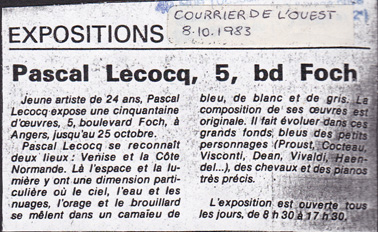 COURRIER DE L'OUEST
8.10.1983
EXPOSITIONS
Pascal Lecocq, 5, bd Foch
Jeune artiste de 24 ans, Pascal
Lecocq expose une cinquantaine
d'œuvres, 5, boulevard Foch, à
Angers, jusqu'au 25 octobre.
Pascal Lecocq se reconnaît
deux lieux : Venise et la Côte
Normande. Là l'espace et la lu-
mière y ont une dimension parti-
culière où le ciel, l'eau et les
nuages, l'orage et le brouillard
se mêlent dans un camaïeu de
bleu, de blanc et de gris. La
composition de ses œuvres est
originale. Il fait évoluer dans ces
grands fonds bleus des petits
personnages (Proust, Cocteau,
Visconti, Dean, Vivaldi, Haen-
del...), des chevaux et des pianos
très précis.
L'exposition est ouverte tous
les jours, de 8 h 30 à 17 h 30.